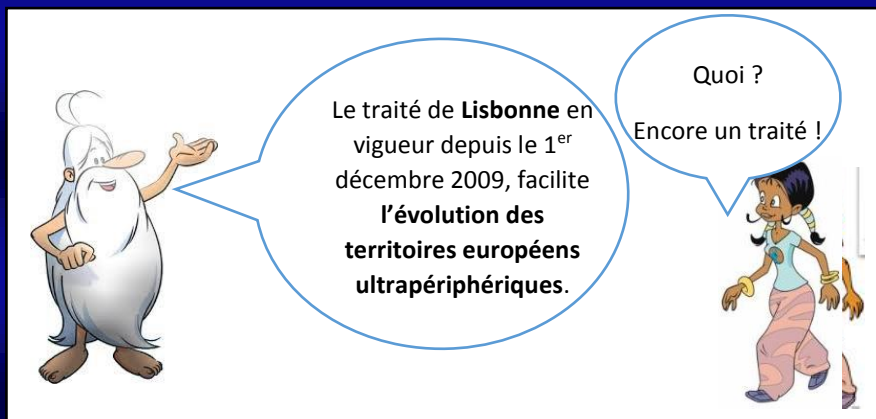 Le traité de Lisbonne en
vigueur depuis le 1er
décembre 2009, facilite
l’évolution des
territoires européens
ultrapériphériques.
Quoi ?
Encore un traité !